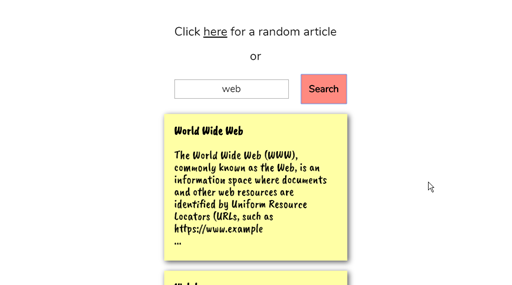 Click here for a random article
or
web
Search
World Wide Web
The World Wide Web (WWW),
commonly known as the Web, is an
information space where documents
and other web resources are
identified by Uniform Resource
Locators (URLs, such as
https://www.example
...